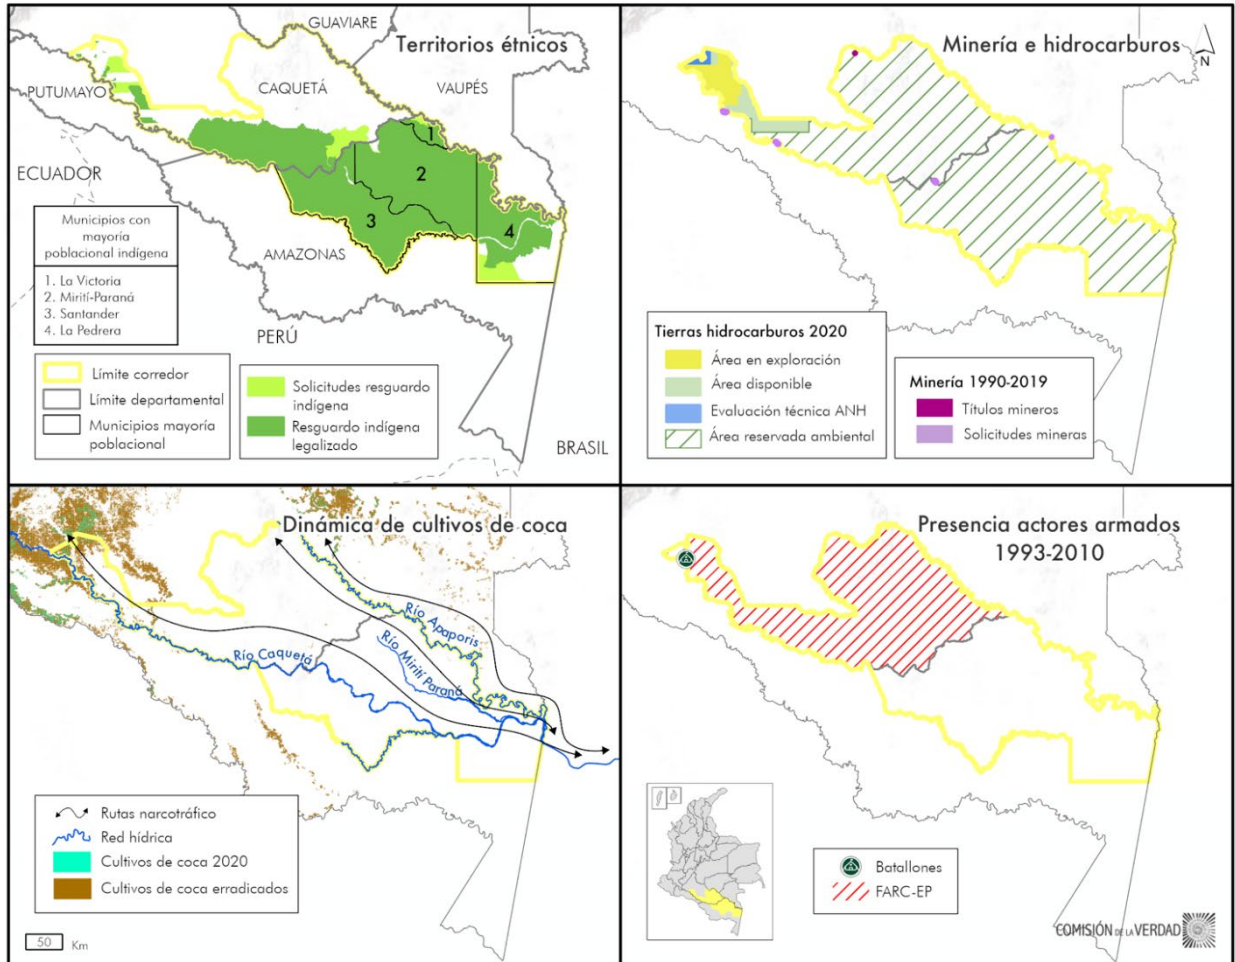 Territorios étnicos
GUAVIARE
CAQUETÁ
VAUPÉS
PUTUMAYO
ECUADOR
AMAZONAS
PERÚ
BRASIL
1
2
3
4
Municipios con
mayoría
poblacional indígena
1. La Victoria
2. Mirití-Paraná
3. Santander
4. La Pedrera
Límite corredor
Límite departamental
Municipios mayoría
poblacional
Solicitudes resguardo
indígena
Resguardo indígena
legalizado
Minería e hidrocarburos
N
Tierras hidrocarburos 2020
Área en exploración
Área disponible
Evaluación técnica ANH
Área reservada ambiental
Minería 1990-2019
Títulos mineros
Solicitudes mineras
Dinámica de cultivos de coca
Río Apaporis
Río Mirití Paraná
Río Caquetá
Rutas narcotráfico
Red hídrica
Cultivos de coca 2020
Cultivos de coca erradicados
50 Km
Presencia actores armados
1993-2010
Batallones
FARC-EP
COMISIÓN DE LA VERDAD